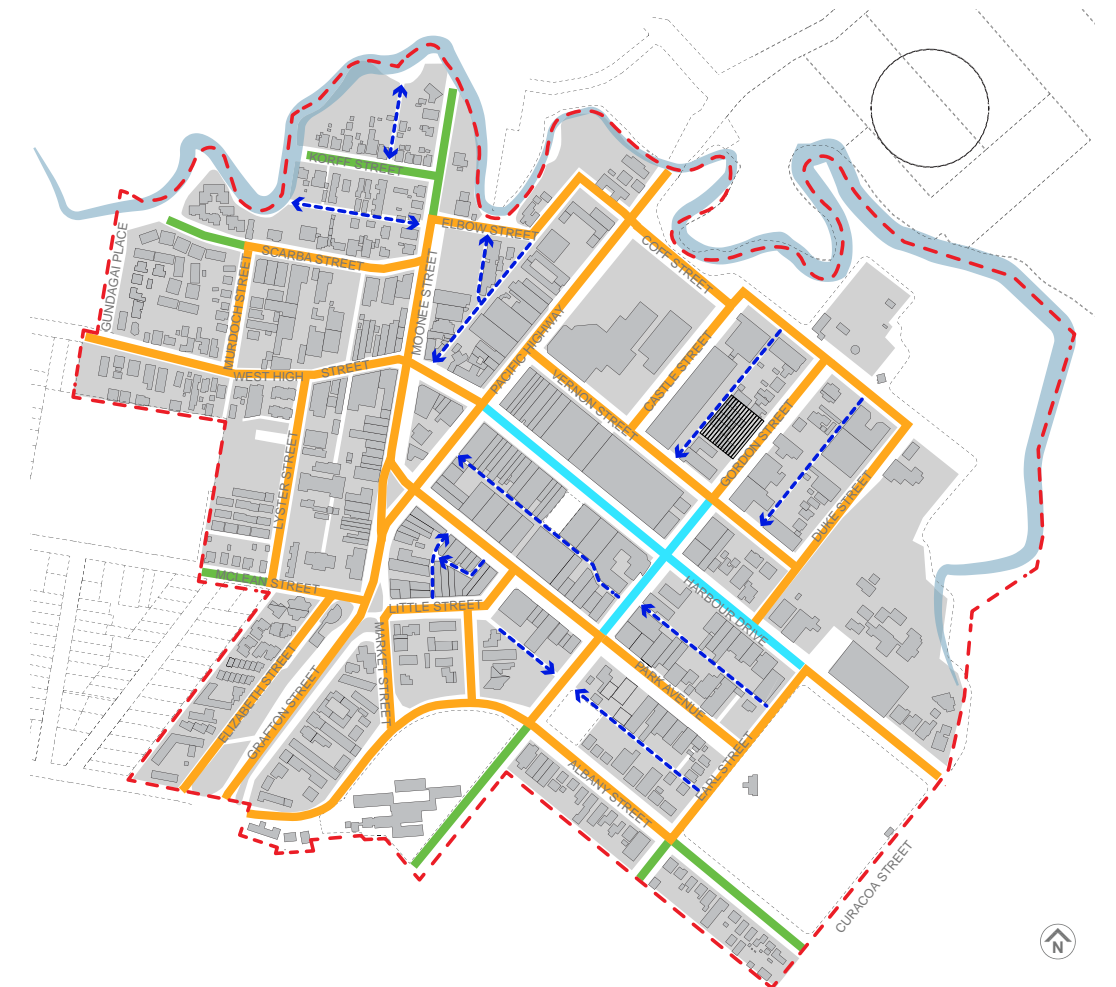 KORFF STREET
ELBOW STREET
SCARBA STREET
GUNDAGAI PLACE
MURDOCH STREET
MOONEE STREET
COFF STREET
PACIFIC HIGHWAY
WEST HIGH STREET
VERNON STREET
CASTLE STREET
GORDON STREET
DUKE STREET
LYSTER STREET
MCLEAN STREET
LITTLE STREET
HARBOUR DRIVE
MARKET STREET
ELIZABETH STREET
GRAFTON STREET
PARK AVENUE
EARL STREET
ALBANY STREET
CURACOA STREET
N